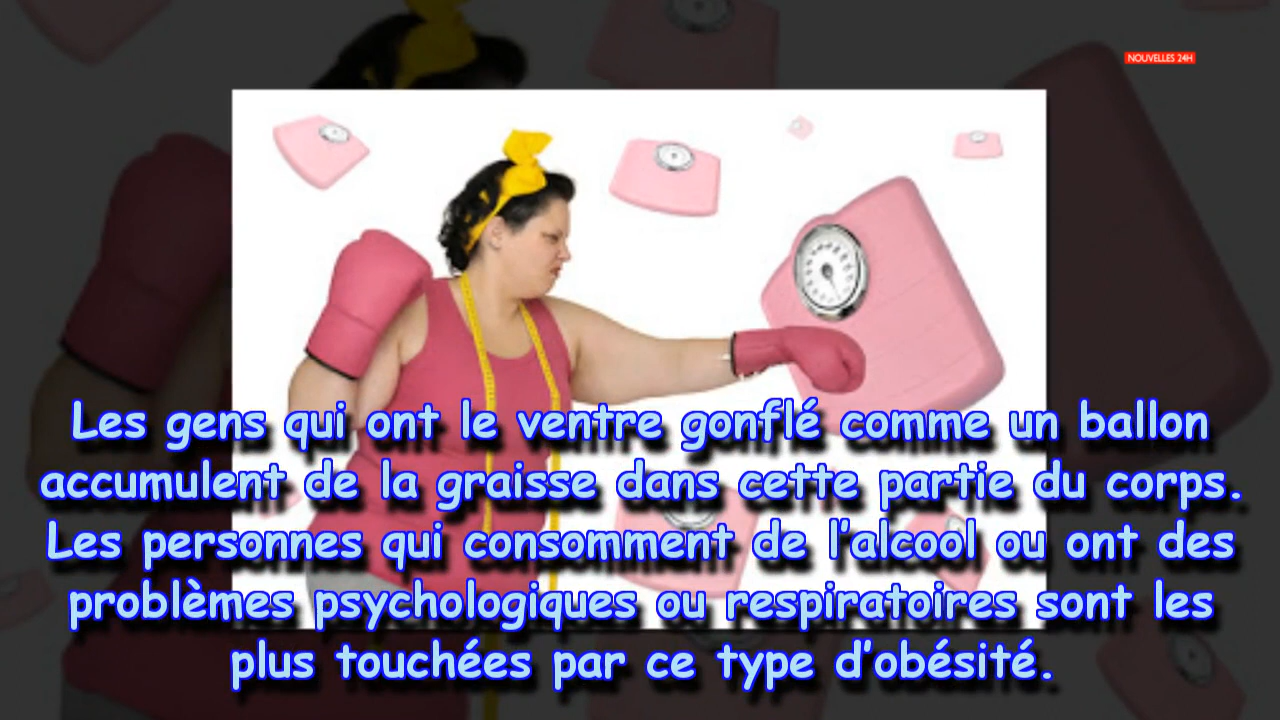 NOUVELLES 24H
Les gens qui ont le ventre gonflé comme un ballon
accumulent de la graisse dans cette partie du corps.
Les personnes qui consomment de l'alcool ou ont des
problèmes psychologiques ou respiratoires sont les
plus touchées par ce type d'obésité.